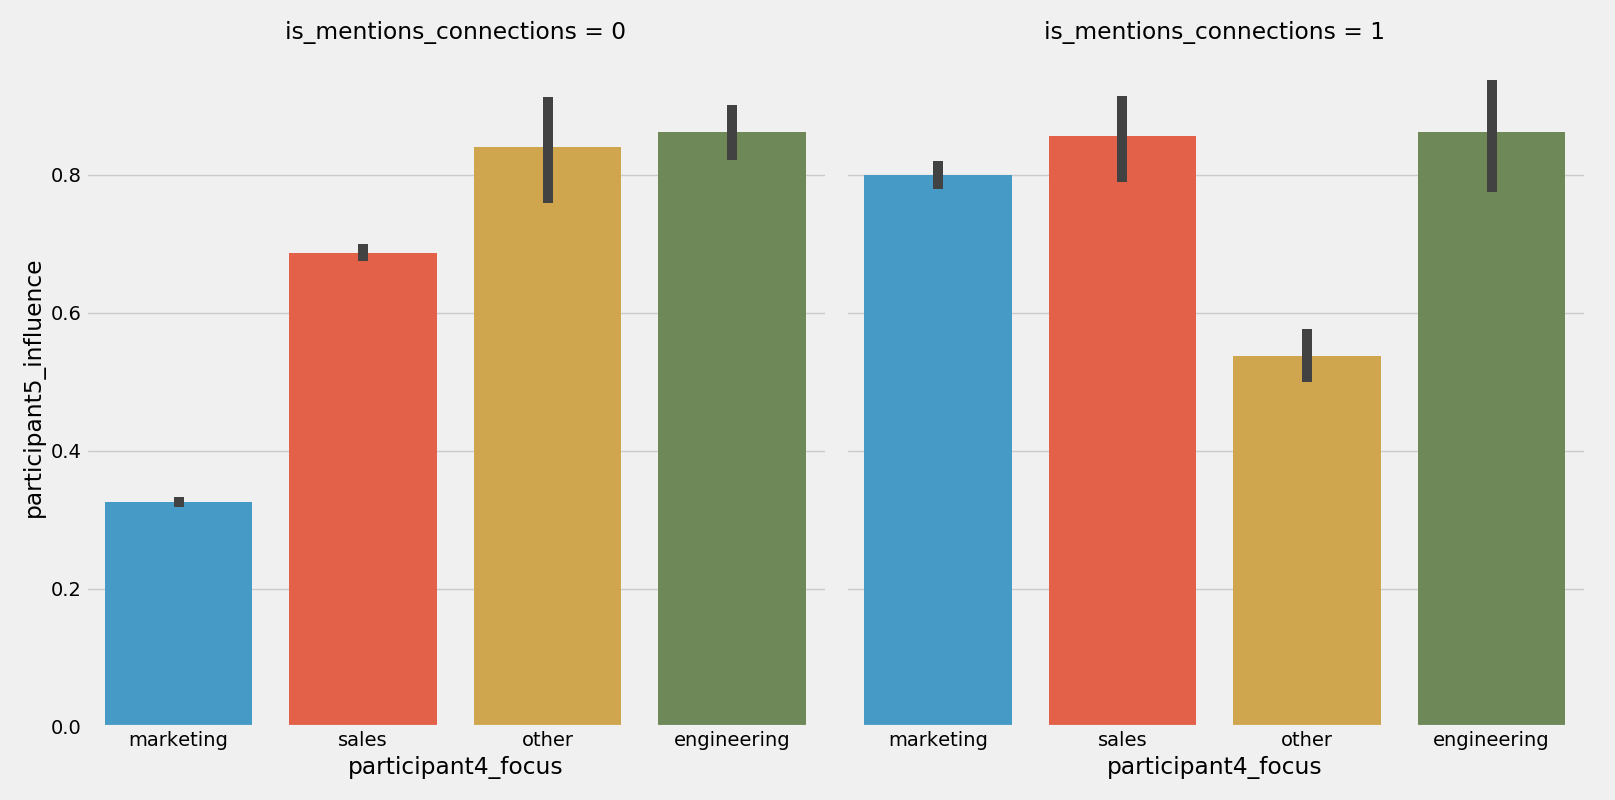 is_mentions_connections = 0
is_mentions_connections = 1
participant5_influence
0.8
0.6
0.4
0.2
0.0
marketing sales other engineering
marketing sales other engineering
participant4_focus
participant4_focus